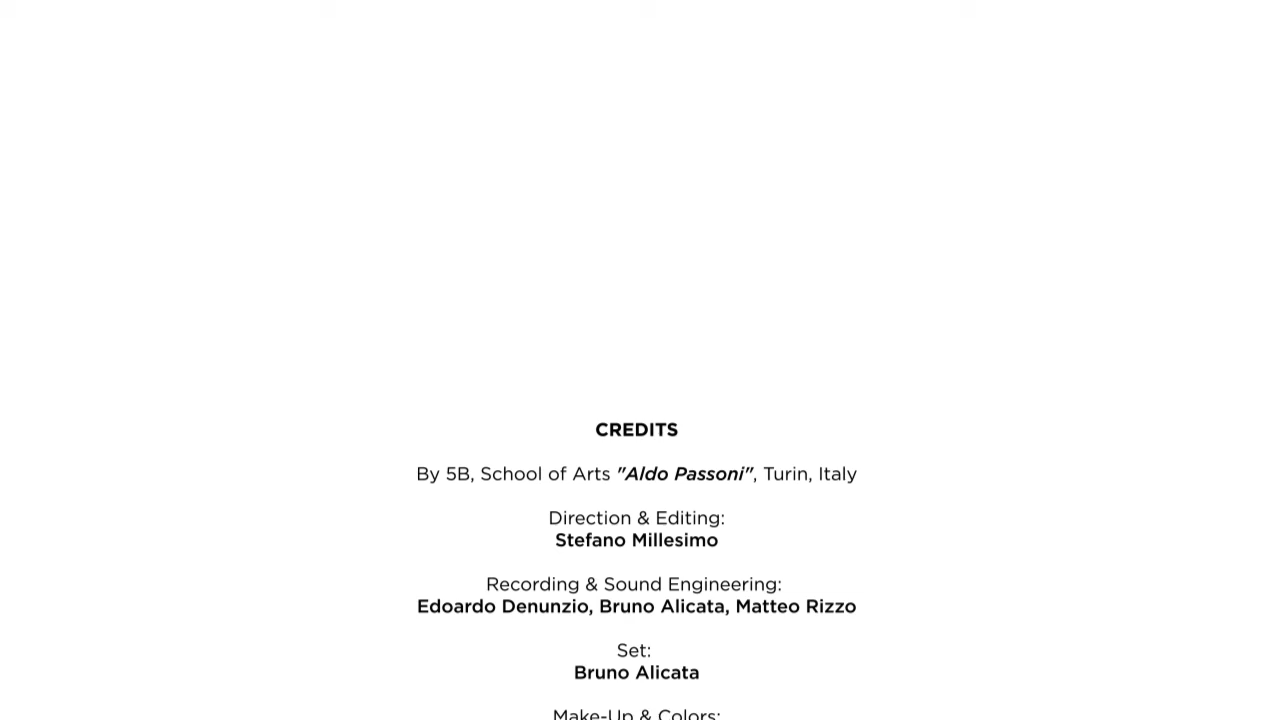 CREDITS
By 5B, School of Arts "Aldo Passoni", Turin, Italy
Direction & Editing:
Stefano Millesimo
Recording & Sound Engineering:
Edoardo Denunzio, Bruno Alicata, Matteo Rizzo
Set:
Bruno Alicata
Make-Up & Colors: